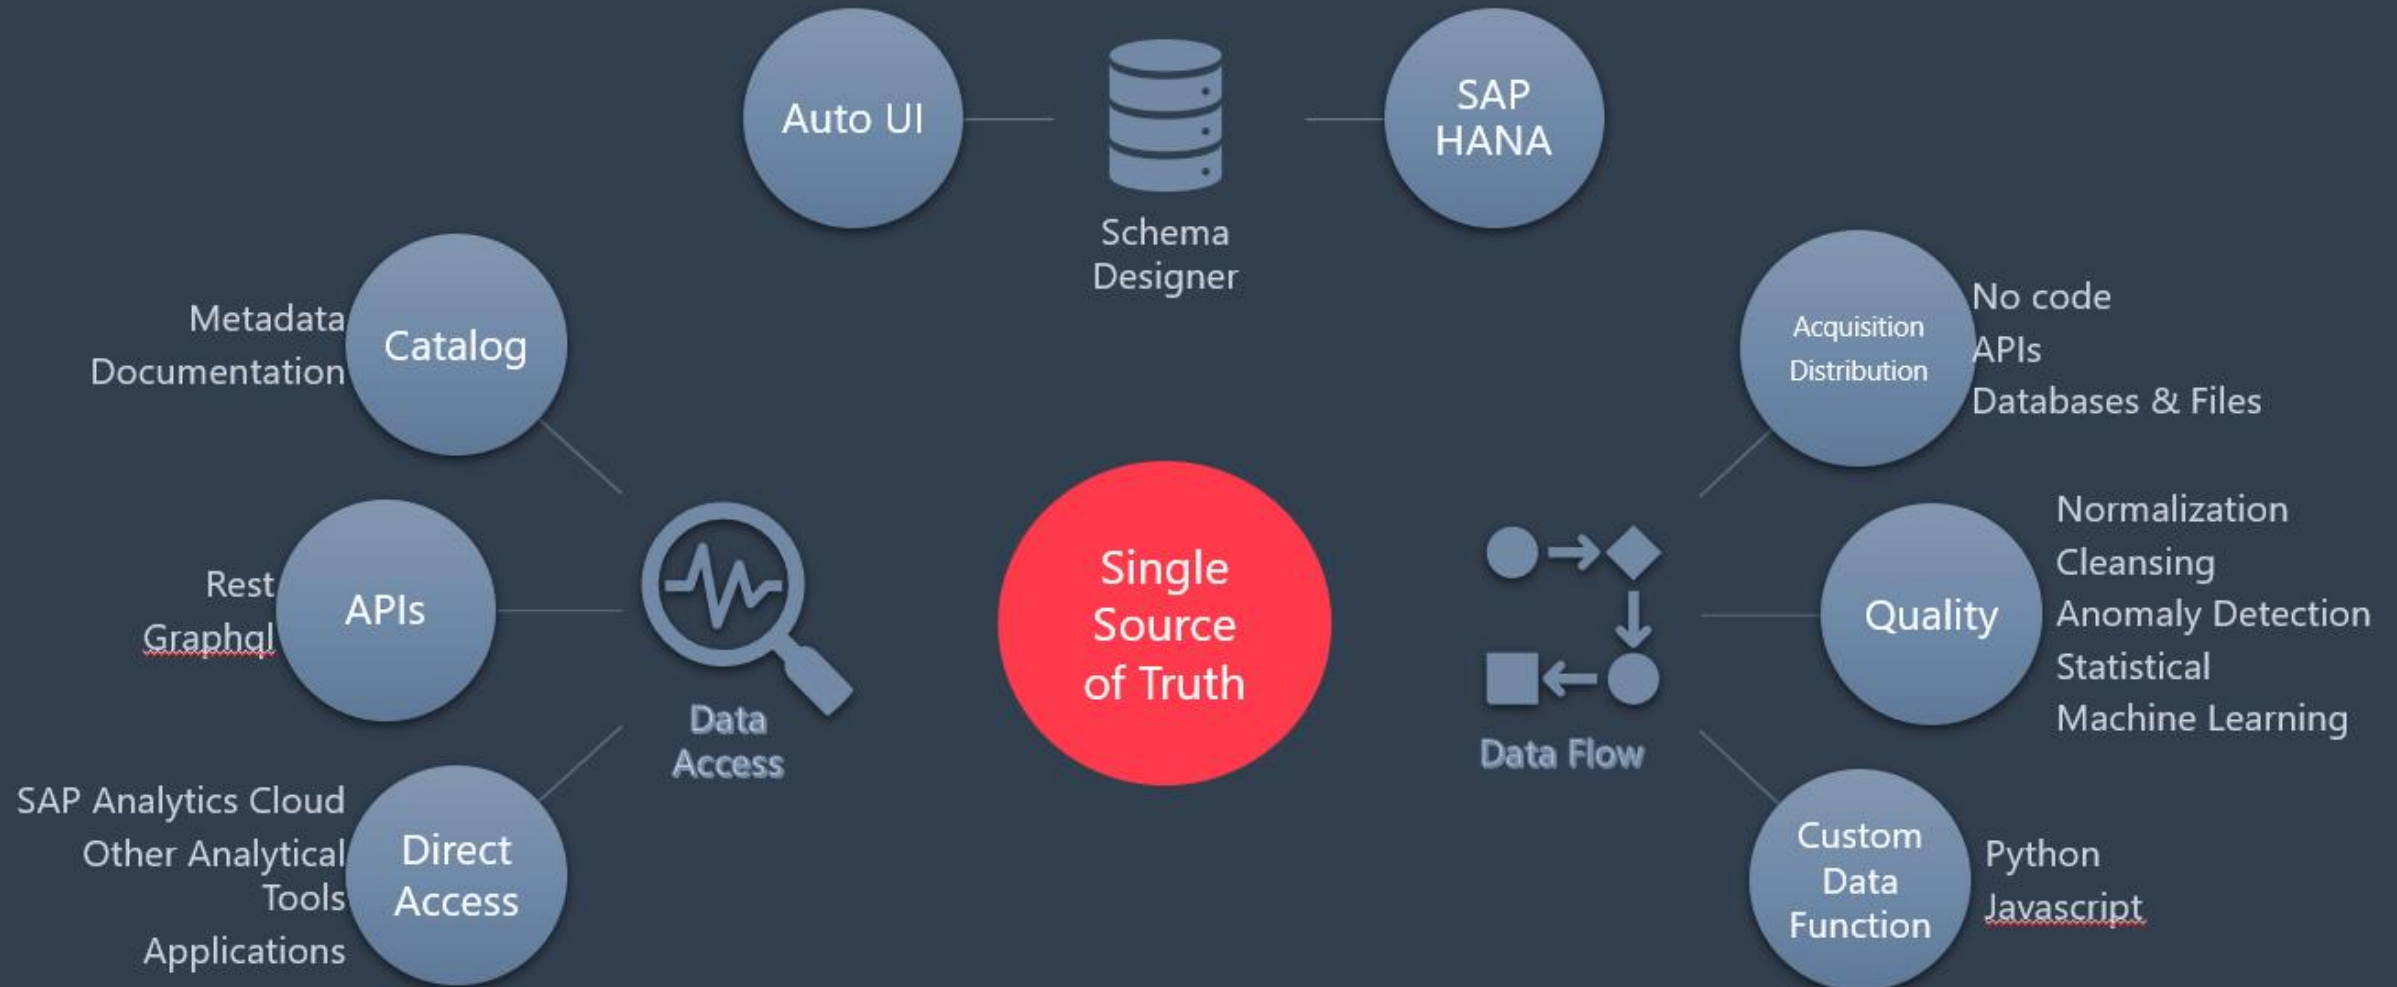 Auto UI
SAP
HANA
Schema
Designer
Metadata
Documentation
Catalog
Acquisition
Distribution
No code
APIs
Databases & Files
Rest
Graphql
APIs
Data
Access
Single
Source
of Truth
Data Flow
Quality
Normalization
Cleansing
Anomaly Detection
Statistical
Machine Learning
SAP Analytics Cloud
Other Analytical
Tools
Applications
Direct
Access
Custom
Data
Function
Python
Javascript